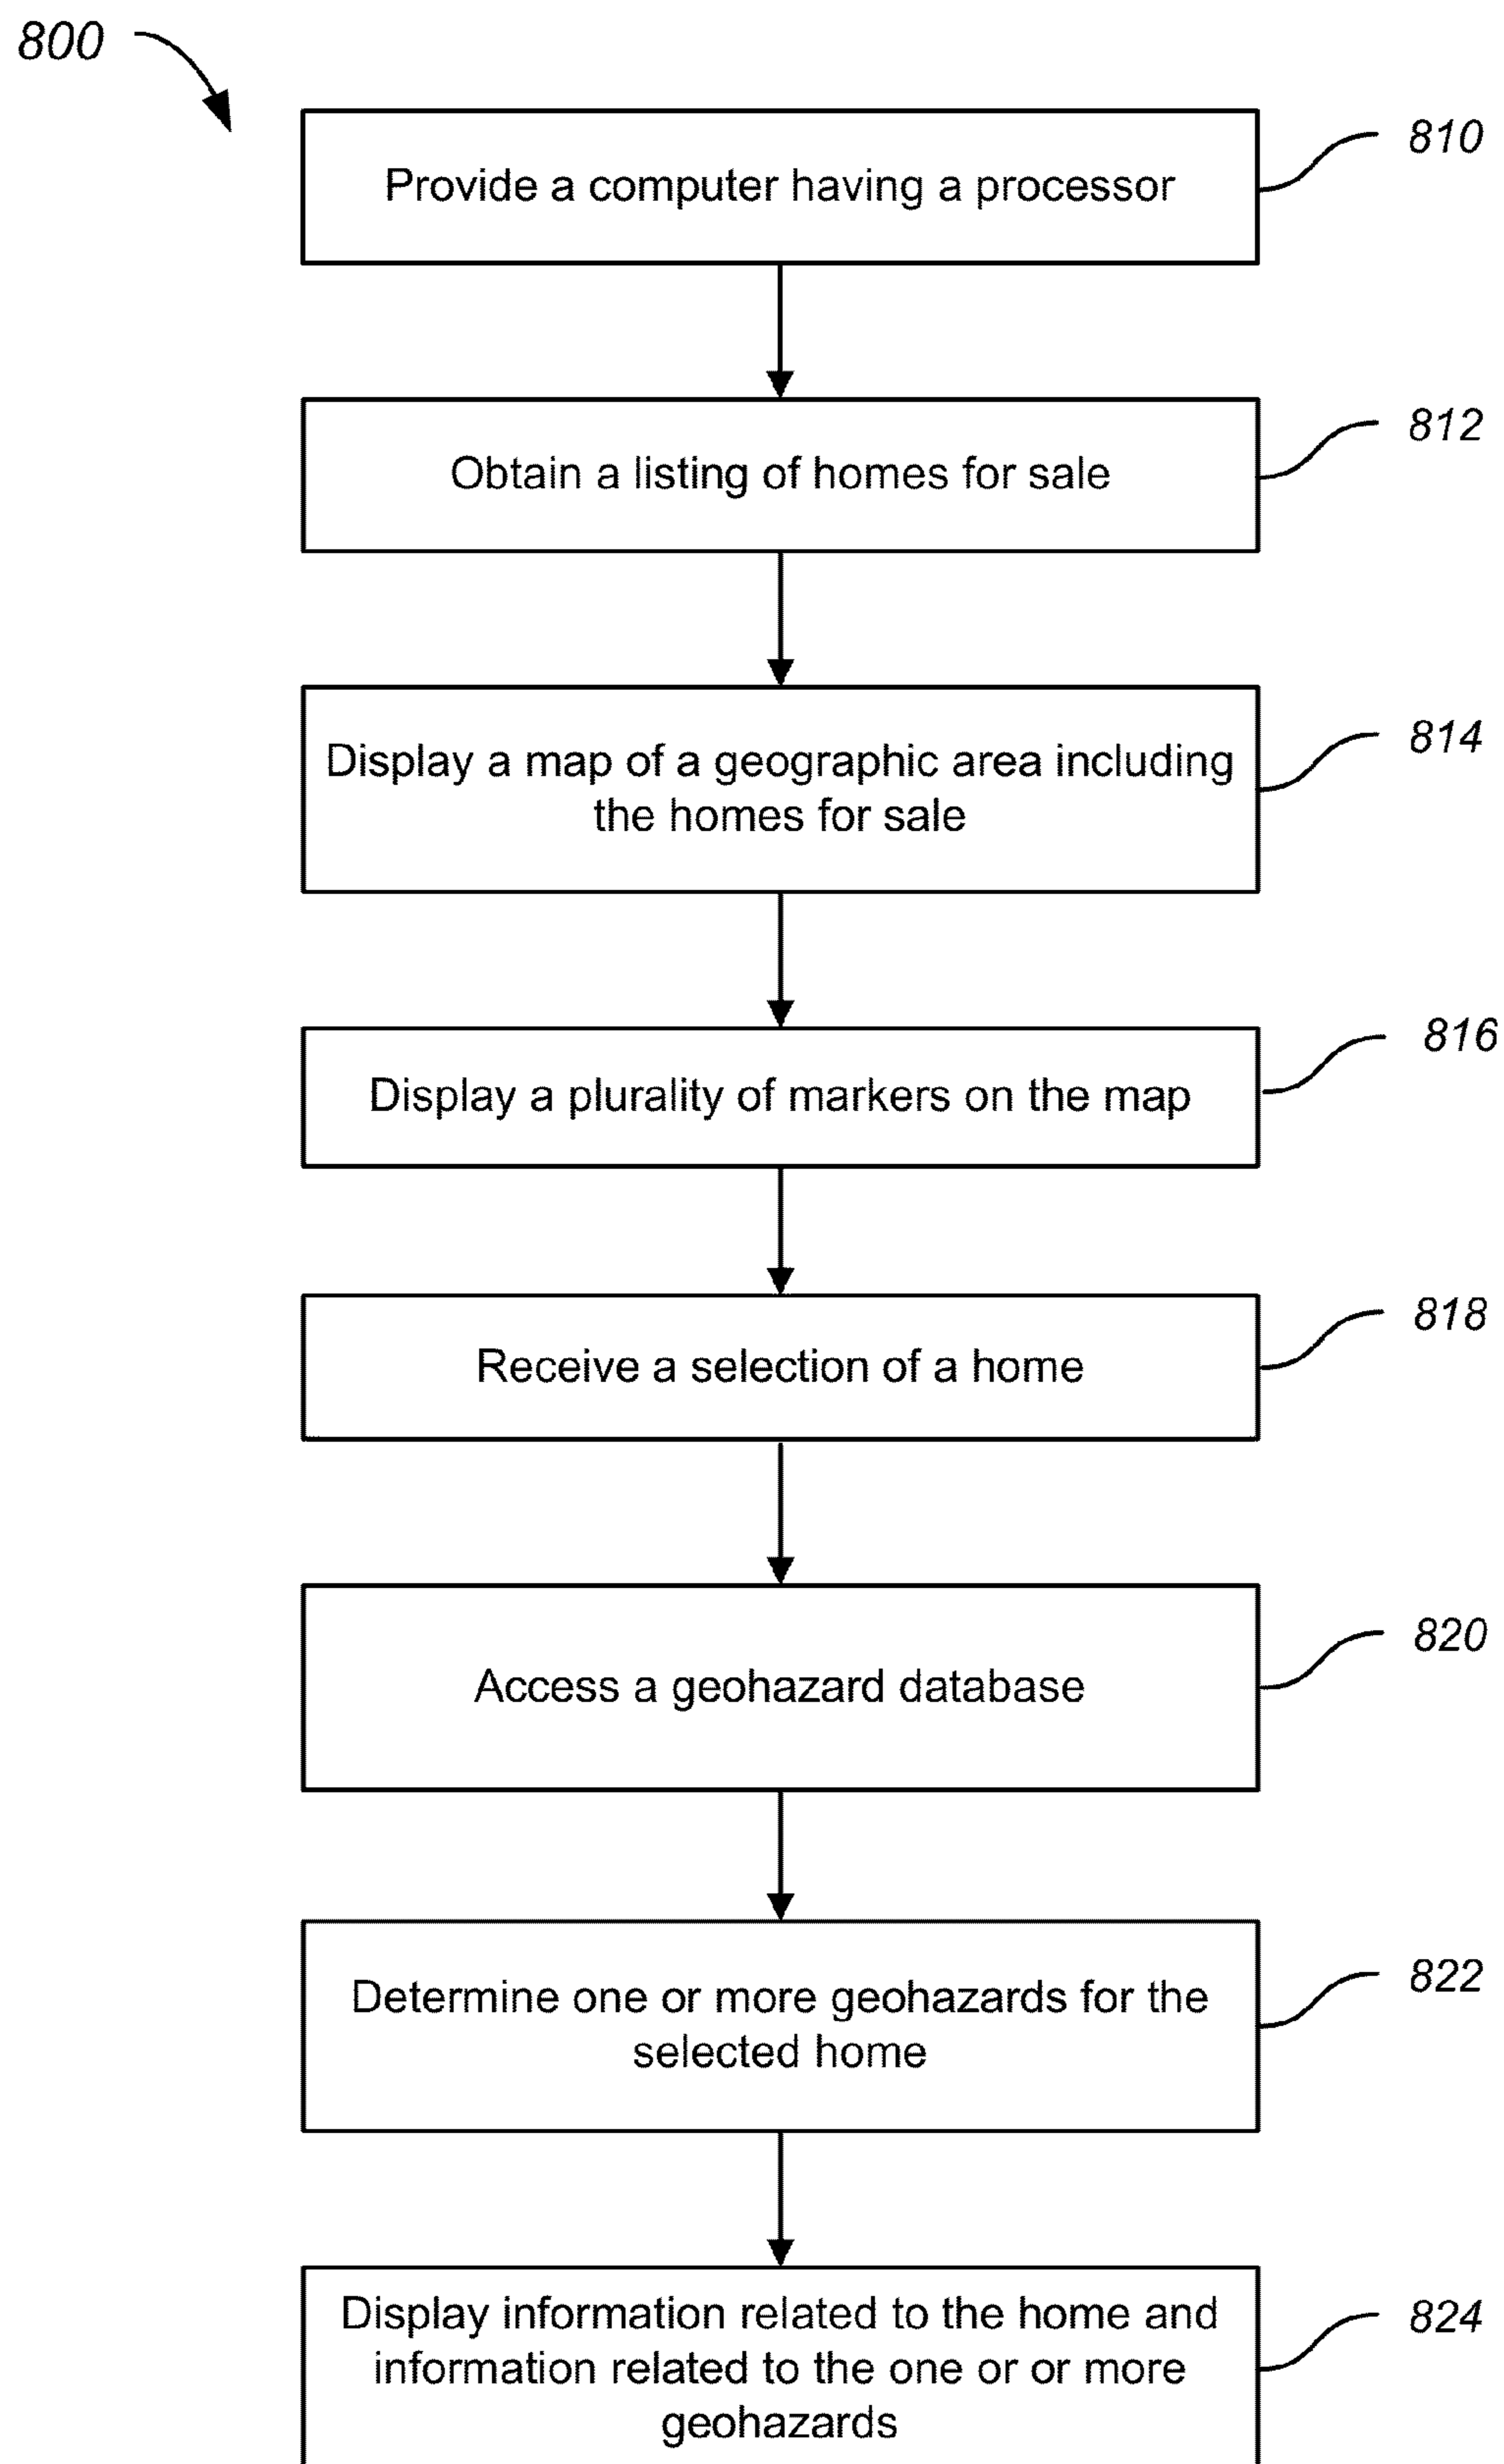 800
Provide a computer having a processor
810
Obtain a listing of homes for sale
812
Display a map of a geographic area including
the homes for sale
814
Display a plurality of markers on the map
816
Receive a selection of a home
818
Access a geohazard database
820
Determine one or more geohazards for the
selected home
822
Display information related to the home and
information related to the one or or more
geohazards
824